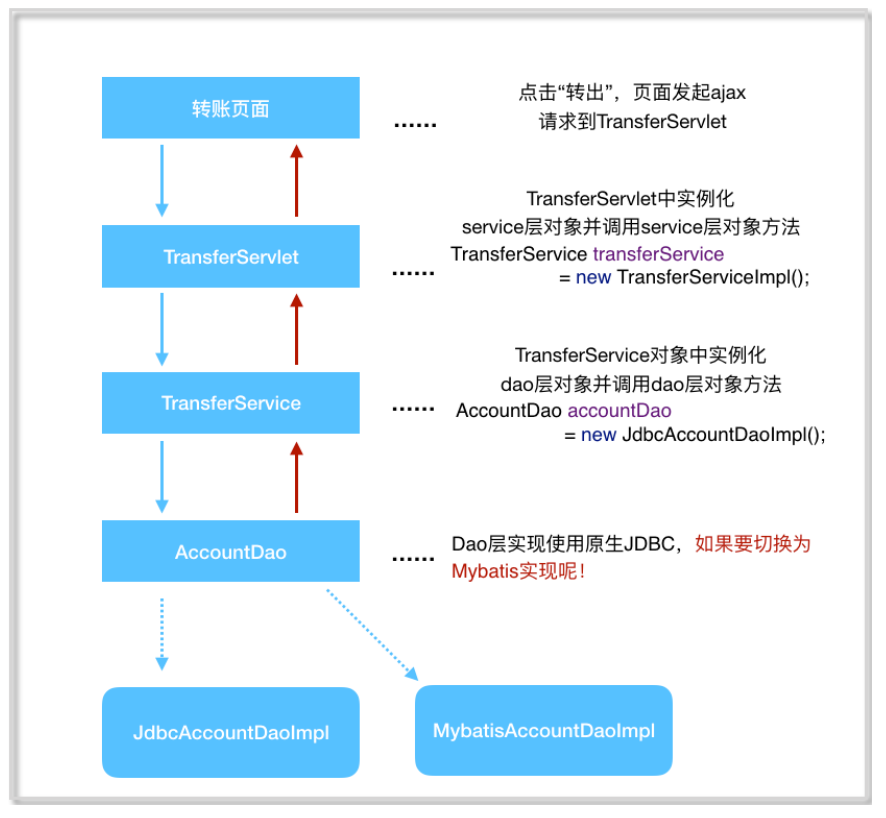 转账页面
......
点击“转出”，页面发起ajax
请求到TransferServlet
TransferServlet
......
TransferServlet中实例化
service层对象并调用service层对象方法
TransferService transferService
= new TransferServiceImpl();
TransferService
......
TransferService对象中实例化
dao层对象并调用dao层对象方法
AccountDao accountDao
= new JdbcAccountDaoImpl();
AccountDao
......
Dao层实现使用原生JDBC，如果要切换为
Mybatis实现呢！
JdbcAccountDaoImpl
MybatisAccountDaoImpl